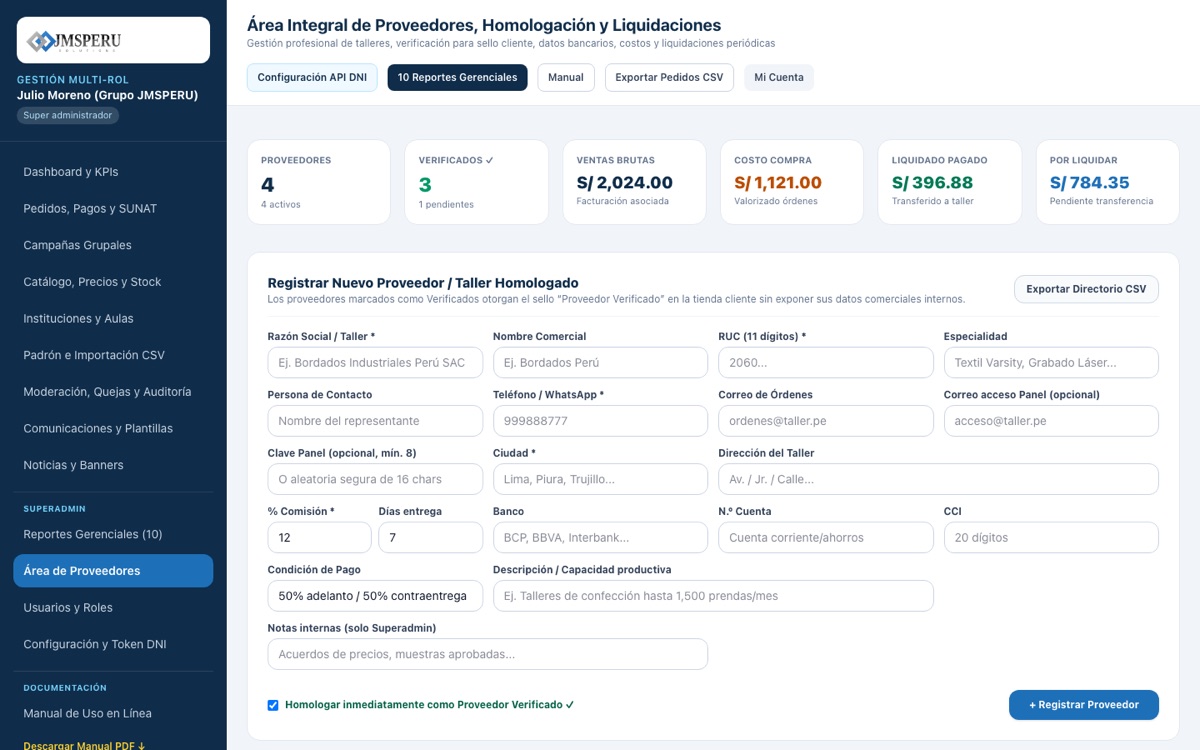 JMSPERU
SOLUTIONS
GESTIÓN MULTI-ROL
Julio Moreno (Grupo JMSPERU)
Super administrador
Dashboard y KPIs
Pedidos, Pagos y SUNAT
Campañas Grupales
Catálogo, Precios y Stock
Instituciones y Aulas
Padrón e Importación CSV
Moderación, Quejas y Auditoría
Comunicaciones y Plantillas
Noticias y Banners
SUPERADMIN
Reportes Gerenciales (10)
Área de Proveedores
Usuarios y Roles
Configuración y Token DNI
DOCUMENTACIÓN
Manual de Uso en Línea
Descargar Manual PDF ↓
Área Integral de Proveedores, Homologación y Liquidaciones
Gestión profesional de talleres, verificación para sello cliente, datos bancarios, costos y liquidaciones periódicas
Configuración API DNI
10 Reportes Gerenciales
Manual
Exportar Pedidos CSV
Mi Cuenta
PROVEEDORES
4
4 activos
VERIFICADOS ✓
3
1 pendientes
VENTAS BRUTAS
S/ 2,024.00
Facturación asociada
COSTO COMPRA
S/ 1,121.00
Valorizado órdenes
LIQUIDADO PAGADO
S/ 396.88
Transferido a taller
POR LIQUIDAR
S/ 784.35
Pendiente transferencia
Registrar Nuevo Proveedor / Taller Homologado
Los proveedores marcados como Verificados otorgan el sello "Proveedor Verificado" en la tienda cliente sin exponer sus datos comerciales internos.
Exportar Directorio CSV
Razón Social / Taller *
Ej. Bordados Industriales Perú SAC
Nombre Comercial
Ej. Bordados Perú
RUC (11 dígitos) *
2060...
Especialidad
Textil Varsity, Grabado Láser...
Persona de Contacto
Nombre del representante
Teléfono / WhatsApp *
999888777
Correo de Órdenes
ordenes@taller.pe
Correo acceso Panel (opcional)
acceso@taller.pe
Clave Panel (opcional, mín. 8)
O aleatoria segura de 16 chars
Ciudad *
Lima, Piura, Trujillo...
Dirección del Taller
Av. / Jr. / Calle...
% Comisión *
12
Días entrega
7
Banco
BCP, BBVA, Interbank...
N.º Cuenta
Cuenta corriente/ahorros
CCI
20 dígitos
Condición de Pago
50% adelanto / 50% contraentrega
Descripción / Capacidad productiva
Ej. Talleres de confección hasta 1,500 prendas/mes
Notas internas (solo Superadmin)
Acuerdos de precios, muestras aprobadas...
Homologar inmediatamente como Proveedor Verificado ✓
+ Registrar Proveedor